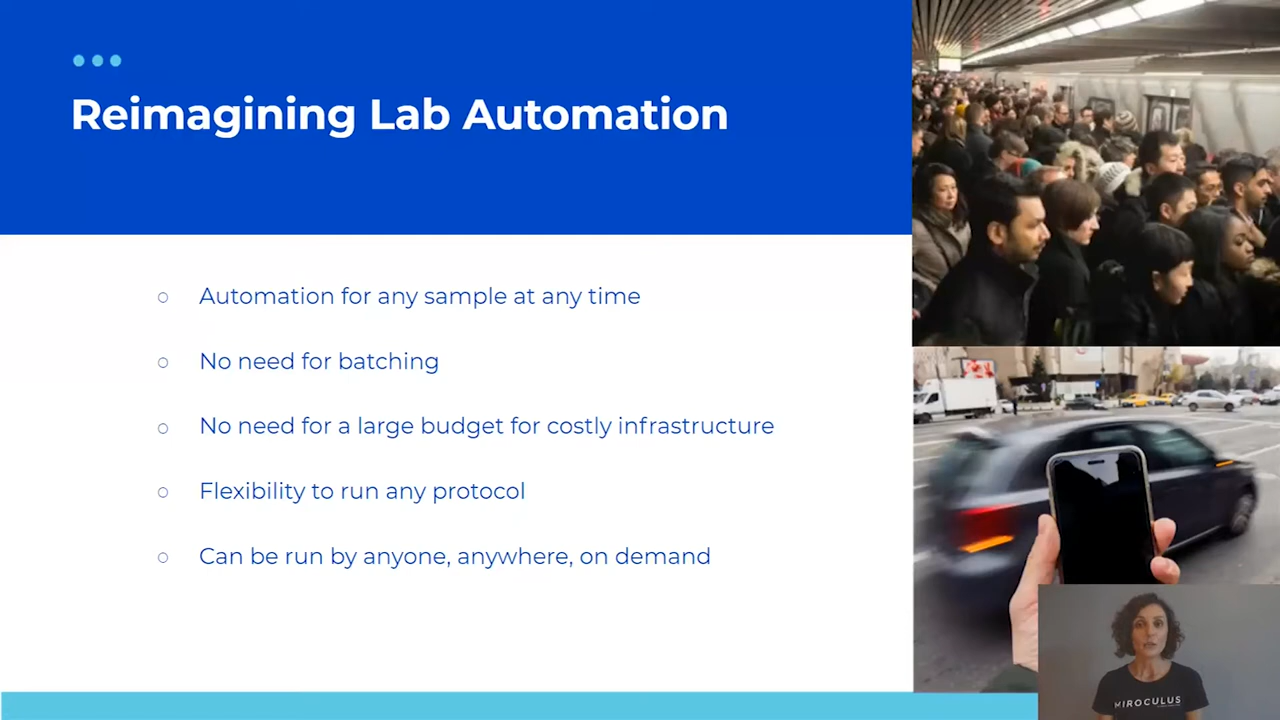 Reimagining Lab Automation
Automation for any sample at any time
No need for batching
No need for a large budget for costly infrastructure
Flexibility to run any protocol
Can be run by anyone, anywhere, on demand
MIROCULUS